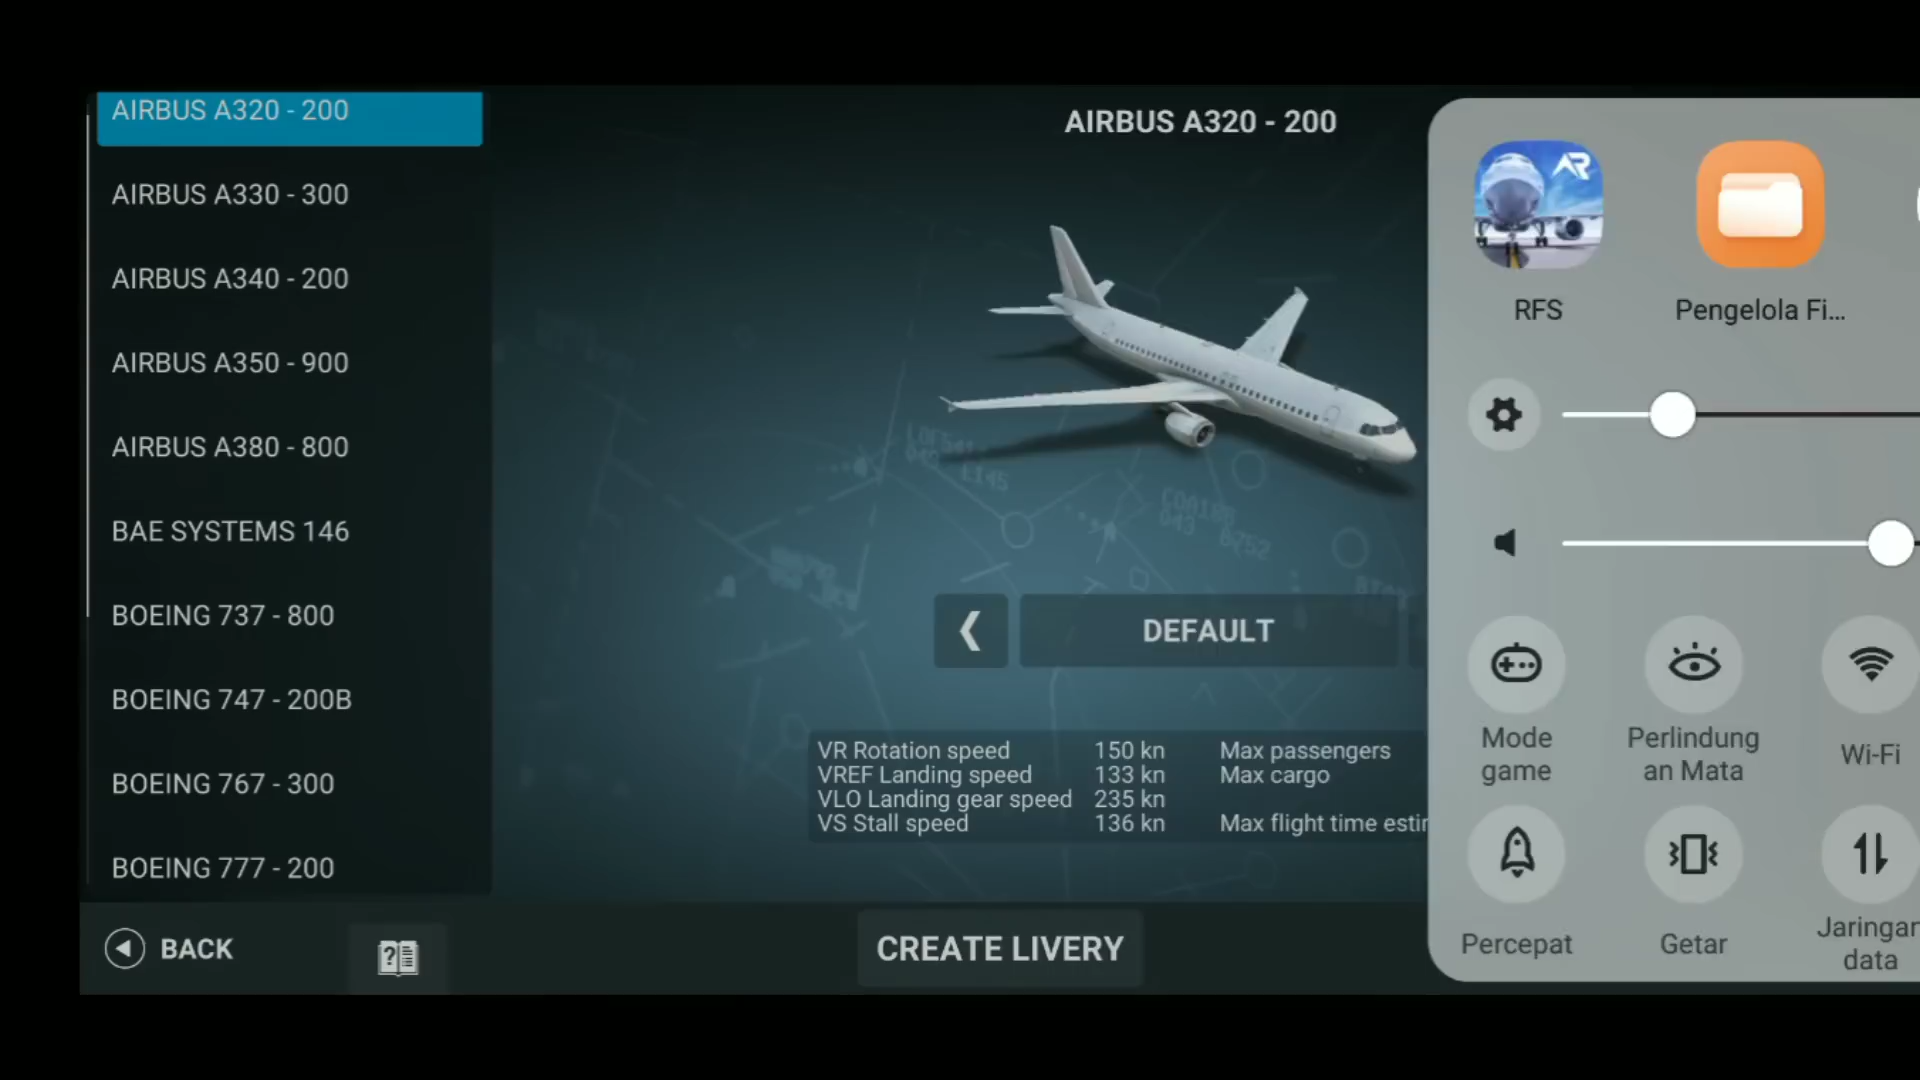 AIRBUS A320 - 200
AIRBUS A330 - 300
AIRBUS A340 - 200
AIRBUS A350 - 900
AIRBUS A380 - 800
BAE SYSTEMS 146
BOEING 737 - 800
BOEING 747 - 200B
BOEING 767 - 300
BOEING 777 - 200
BACK
AIRBUS A320 - 200
DEFAULT
VR Rotation speed 150 kn Max passengers
VREF Landing speed 133 kn Max cargo
VLO Landing gear speed 235 kn
VS Stall speed 136 kn Max flight time estir
CREATE LIVERY
AR
RFS
Pengelola Fi...
Mode
game
Perlindung
an Mata
Wi-Fi
Percepat
Getar
Jaringan
data